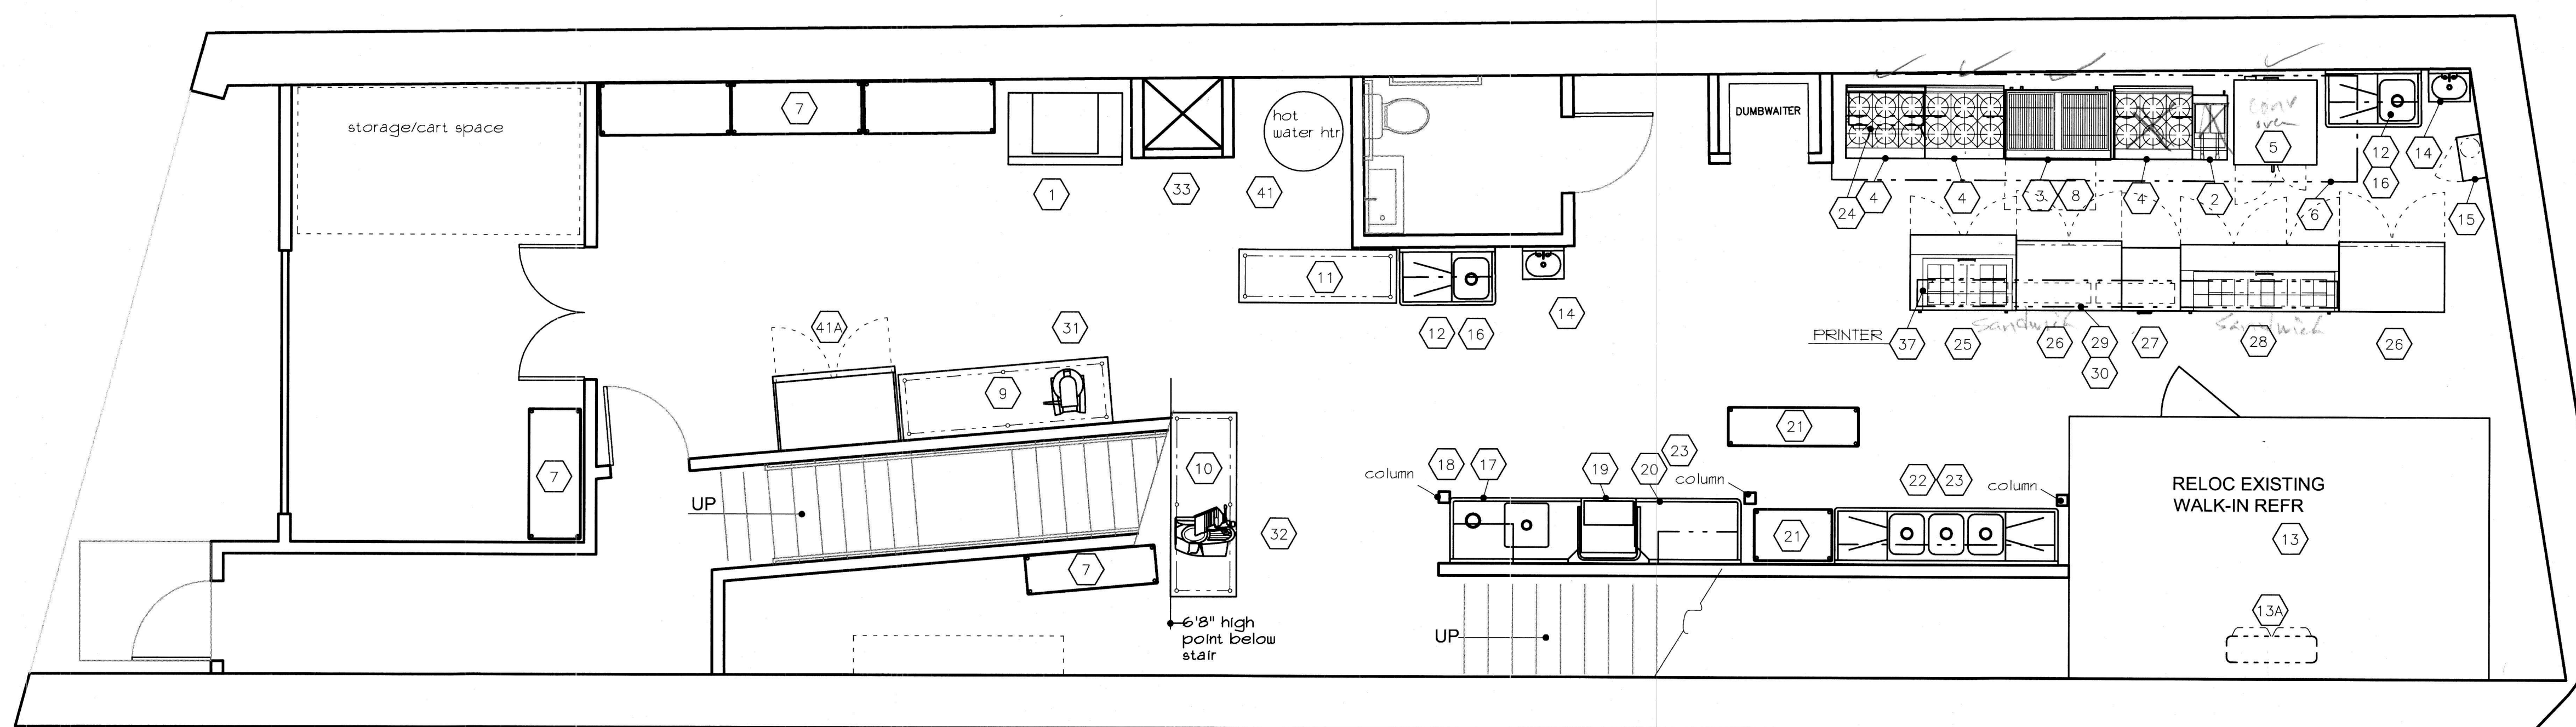 storage/cart space
7
1
33
hot
water htr
41
DUMBWAITER
conv
oven
5
12
16
14
24
4
4
3
8
4
2
6
15
11
12
16
14
41A
31
9
PRINTER
37
25
Sandwich
26
29
30
27
Sandwich
28
26
7
UP
10
32
7
6'8" high
point below
stair
column
18
17
19
20
23
column
21
21
22
23
column
UP
RELOC EXISTING
WALK-IN REFR
13
13A